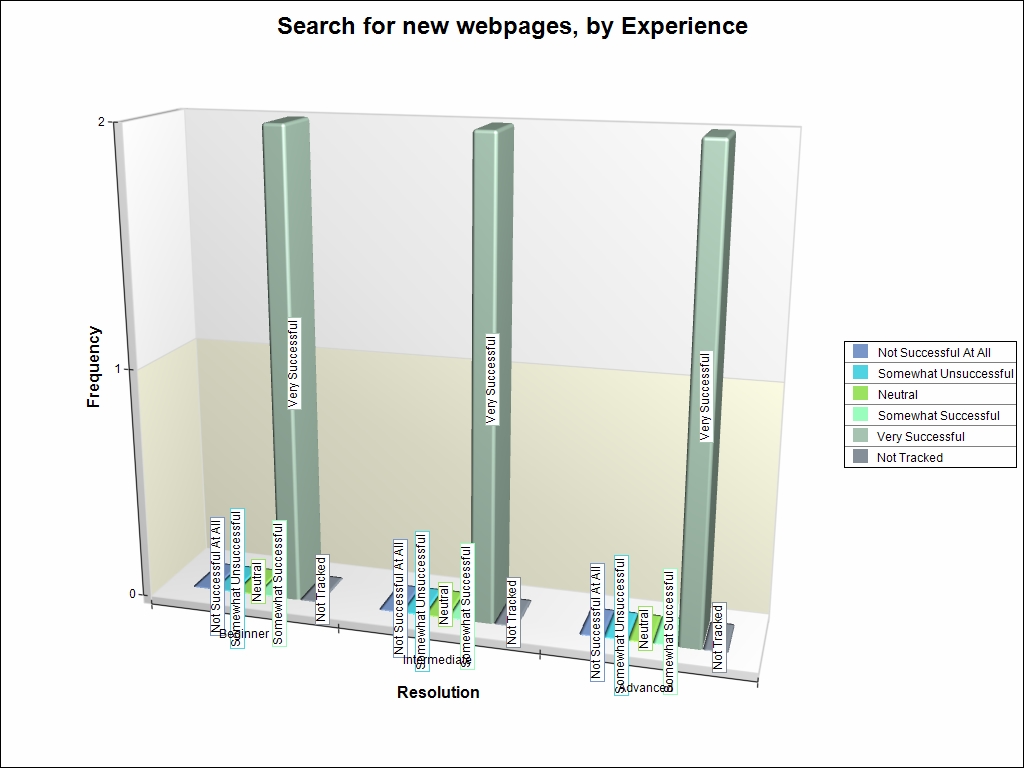 Search for new webpages, by Experience
2
1
0
Frequency
Very Successful
Very Successful
Very Successful
Not Successful At All
Somewhat Unsuccessful
Neutral
Somewhat Successful
Not Tracked
Beginner
Not Successful At All
Somewhat Unsuccessful
Neutral
Somewhat Successful
Not Tracked
Intermediate
Not Successful At All
Somewhat Unsuccessful
Neutral
Somewhat Successful
Not Tracked
Advanced
Resolution
Not Successful At All
Somewhat Unsuccessful
Neutral
Somewhat Successful
Very Successful
Not Tracked